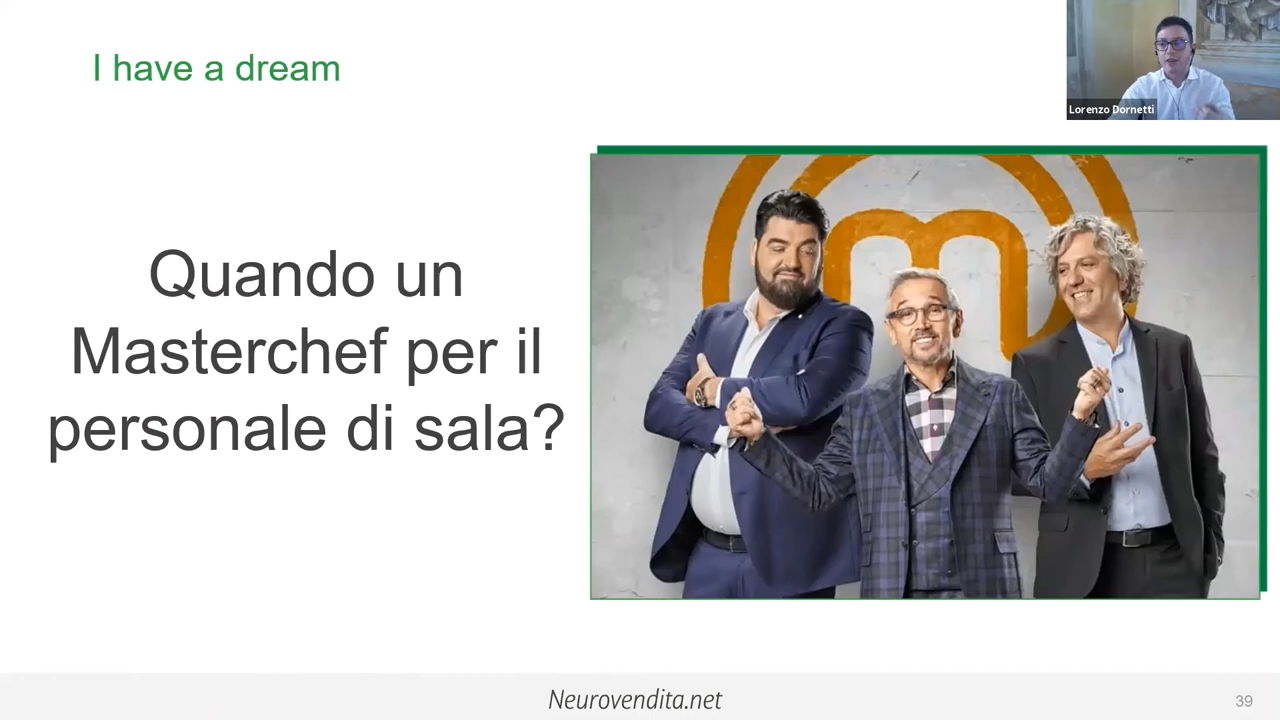 I have a dream
Lorenzo Dornetti
Quando un
Masterchef per il
personale di sala?
Neurovendita.net
39